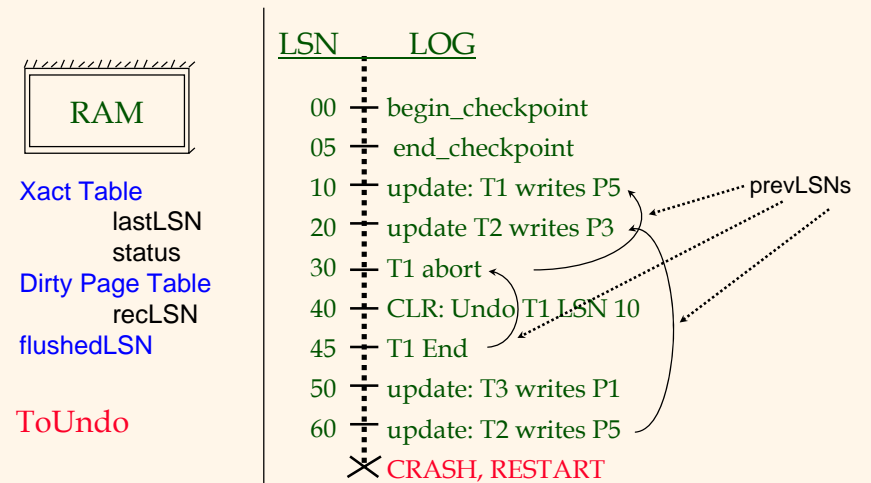 RAM
Xact Table
lastLSN
status
Dirty Page Table
recLSN
flushedLSN
ToUndo
LSN LOG
00 begin_checkpoint
05 end_checkpoint
10 update: T1 writes P5
prevLSNs
20 update T2 writes P3
30 T1 abort
40 CLR: Undo T1 LSN 10
45 T1 End
50 update: T3 writes P1
60 update: T2 writes P5
CRASH, RESTART